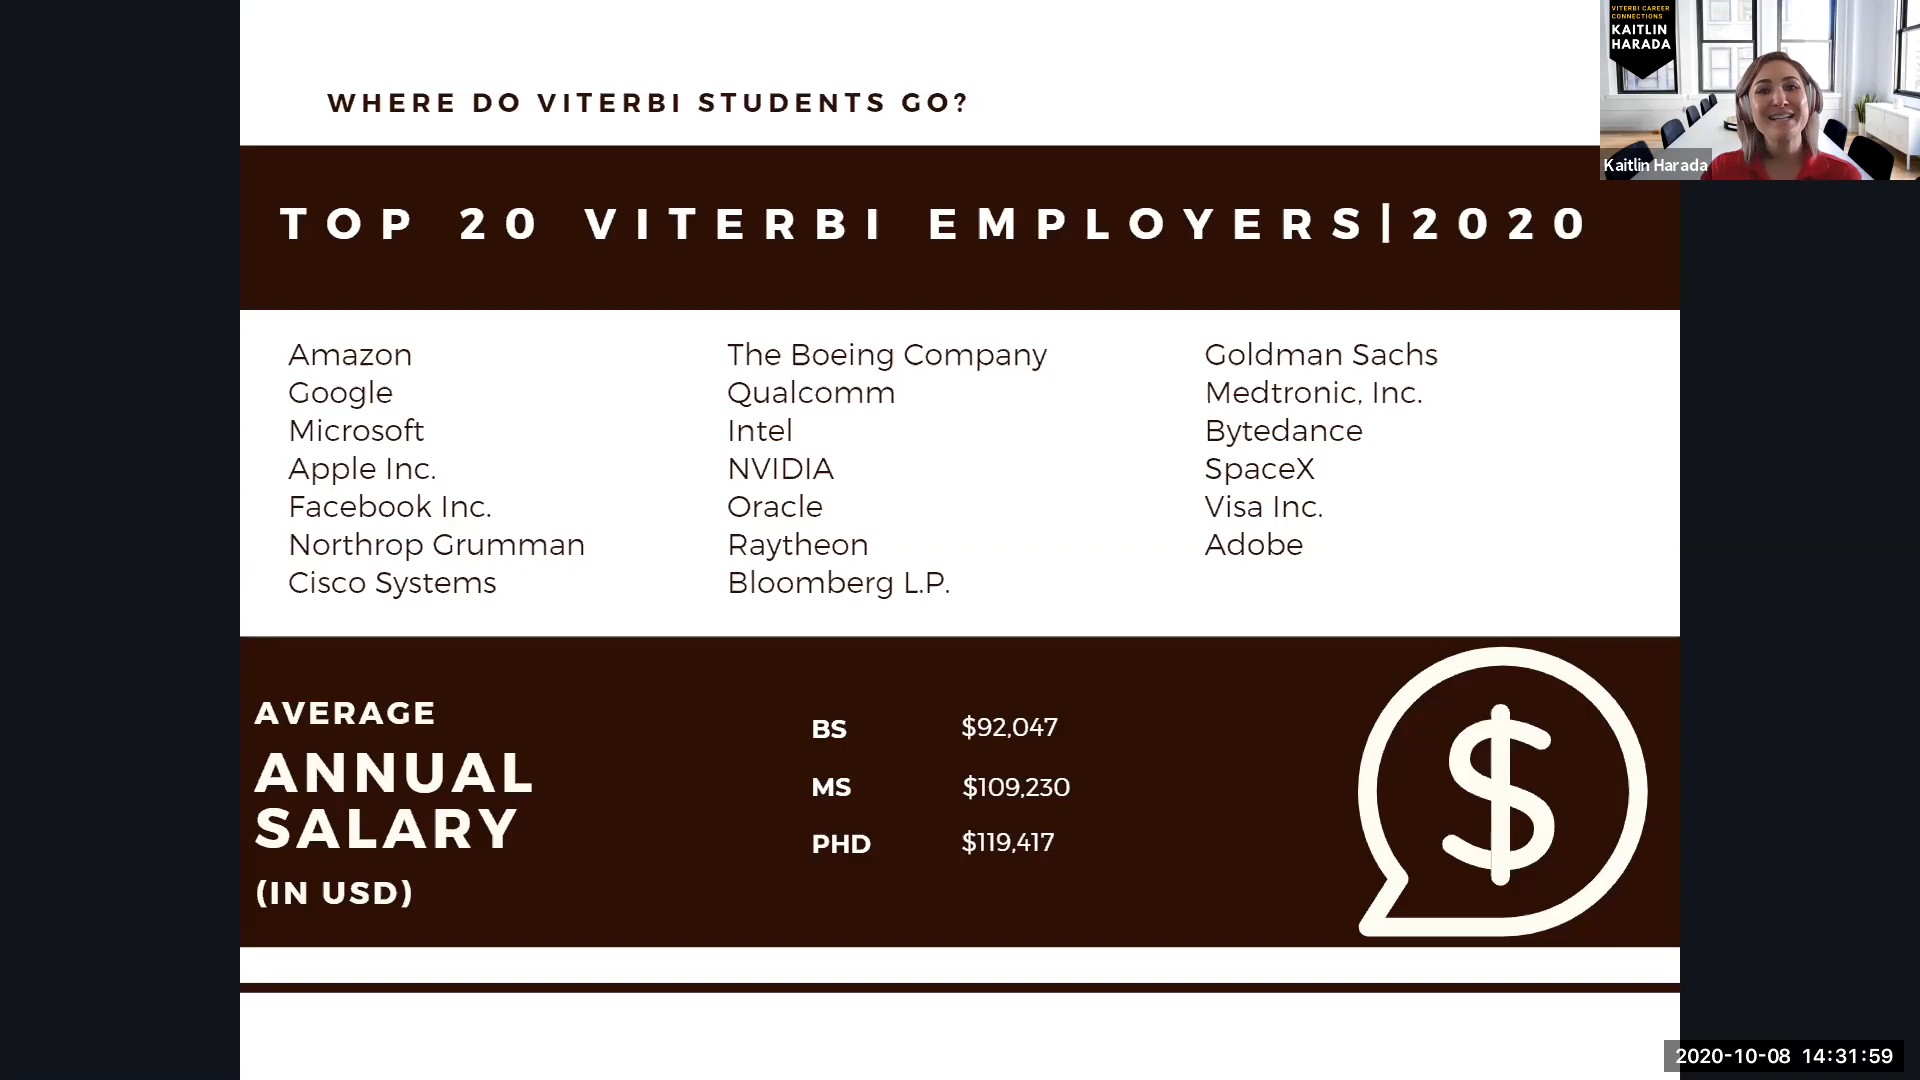 WHERE DO VITERBI STUDENTS GO?
TOP 20 VITERBI EMPLOYERS|2020
Amazon
Google
Microsoft
Apple Inc.
Facebook Inc.
Northrop Grumman
Cisco Systems
The Boeing Company
Qualcomm
Intel
NVIDIA
Oracle
Raytheon
Bloomberg L.P.
Goldman Sachs
Medtronic, Inc.
Bytedance
SpaceX
Visa Inc.
Adobe
AVERAGE
ANNUAL
SALARY
(IN USD)
BS $92,047
MS $109,230
PHD $119,417
$
VITERBI CAREER
CONNECTIONS
KAITLIN
HARADA
Kaitlin Harada
2020-10-08 14:31:59